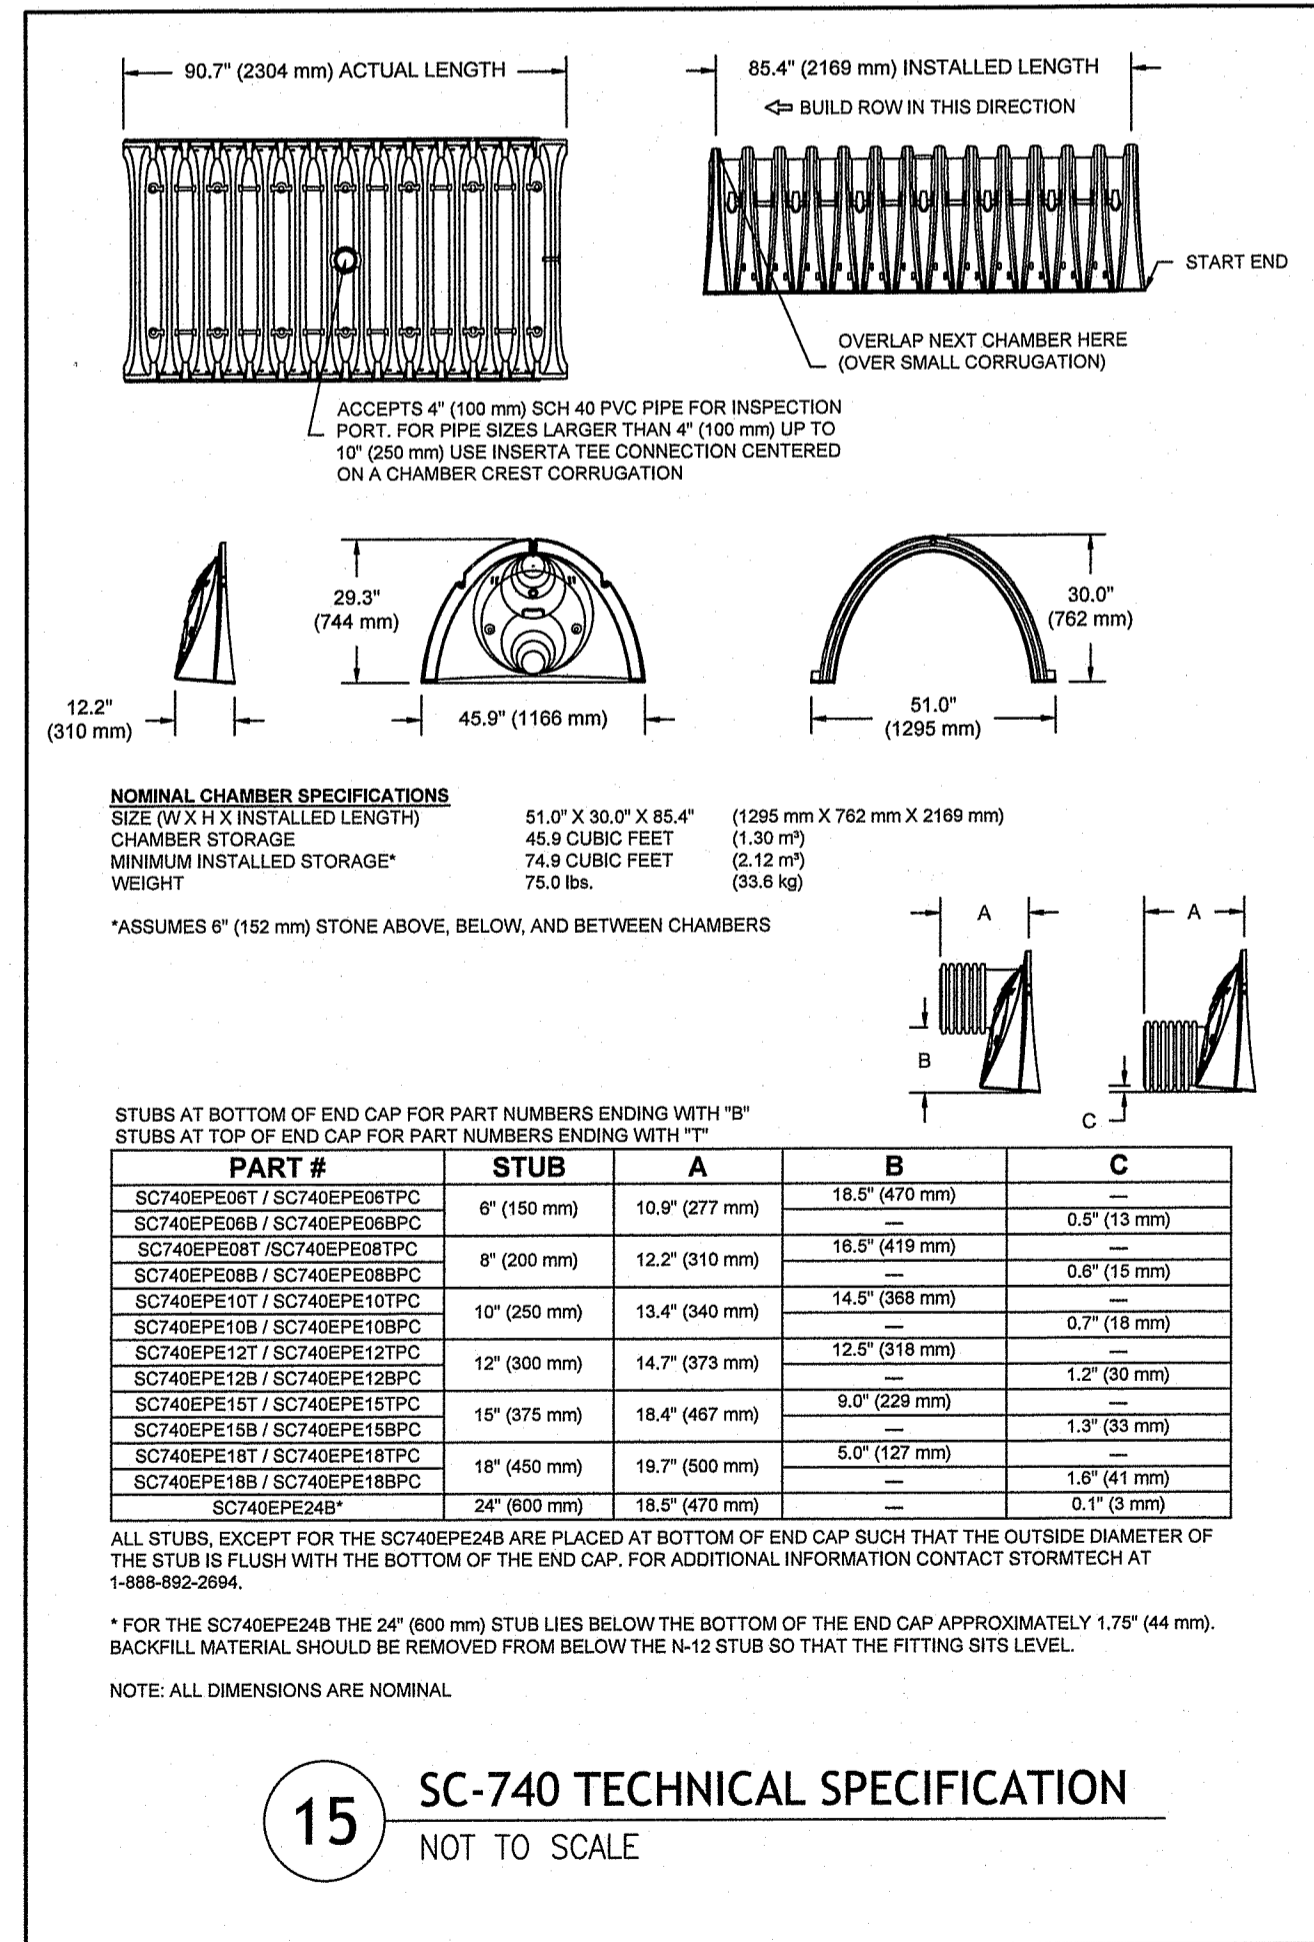 90.7" (2304 mm) ACTUAL LENGTH
85.4" (2169 mm) INSTALLED LENGTH
BUILD ROW IN THIS DIRECTION
START END
OVERLAP NEXT CHAMBER HERE
(OVER SMALL CORRUGATION)
ACCEPTS 4" (100 mm) SCH 40 PVC PIPE FOR INSPECTION
PORT. FOR PIPE SIZES LARGER THAN 4" (100 mm) UP TO
10" (250 mm) USE INSERTA TEE CONNECTION CENTERED
ON A CHAMBER CREST CORRUGATION
12.2"
(310 mm)
29.3"
(744 mm)
45.9" (1166 mm)
30.0"
(762 mm)
51.0"
(1295 mm)
NOMINAL CHAMBER SPECIFICATIONS
SIZE (W X H X INSTALLED LENGTH) 51.0" X 30.0" X 85.4" (1295 mm X 762 mm X 2169 mm)
CHAMBER STORAGE 45.9 CUBIC FEET (1.30 m³)
MINIMUM INSTALLED STORAGE* 74.9 CUBIC FEET (2.12 m³)
WEIGHT 75.0 lbs. (33.6 kg)
*ASSUMES 6" (152 mm) STONE ABOVE, BELOW, AND BETWEEN CHAMBERS
A
B
A
C
STUBS AT BOTTOM OF END CAP FOR PART NUMBERS ENDING WITH "B"
STUBS AT TOP OF END CAP FOR PART NUMBERS ENDING WITH "T"
PART # STUB A B C
SC740EPE06T / SC740EPE06TPC 6" (150 mm) 10.9" (277 mm) 18.5" (470 mm) —
SC740EPE06B / SC740EPE06BPC — 0.5" (13 mm)
SC740EPE08T /SC740EPE08TPC 8" (200 mm) 12.2" (310 mm) 16.5" (419 mm) —
SC740EPE08B / SC740EPE08BPC — 0.6" (15 mm)
SC740EPE10T / SC740EPE10TPC 10" (250 mm) 13.4" (340 mm) 14.5" (368 mm) —
SC740EPE10B / SC740EPE10BPC — 0.7" (18 mm)
SC740EPE12T / SC740EPE12TPC 12" (300 mm) 14.7" (373 mm) 12.5" (318 mm) —
SC740EPE12B / SC740EPE12BPC — 1.2" (30 mm)
SC740EPE15T / SC740EPE15TPC 15" (375 mm) 18.4" (467 mm) 9.0" (229 mm) —
SC740EPE15B / SC740EPE15BPC — 1.3" (33 mm)
SC740EPE18T / SC740EPE18TPC 18" (450 mm) 19.7" (500 mm) 5.0" (127 mm) —
SC740EPE18B / SC740EPE18BPC — 1.6" (41 mm)
SC740EPE24B* 24" (600 mm) 18.5" (470 mm) — 0.1" (3 mm)
ALL STUBS, EXCEPT FOR THE SC740EPE24B ARE PLACED AT BOTTOM OF END CAP SUCH THAT THE OUTSIDE DIAMETER OF
THE STUB IS FLUSH WITH THE BOTTOM OF THE END CAP. FOR ADDITIONAL INFORMATION CONTACT STORMTECH AT
1-888-892-2694.
* FOR THE SC740EPE24B THE 24" (600 mm) STUB LIES BELOW THE BOTTOM OF THE END CAP APPROXIMATELY 1.75" (44 mm).
BACKFILL MATERIAL SHOULD BE REMOVED FROM BELOW THE N-12 STUB SO THAT THE FITTING SITS LEVEL.
NOTE: ALL DIMENSIONS ARE NOMINAL
15 SC-740 TECHNICAL SPECIFICATION
NOT TO SCALE